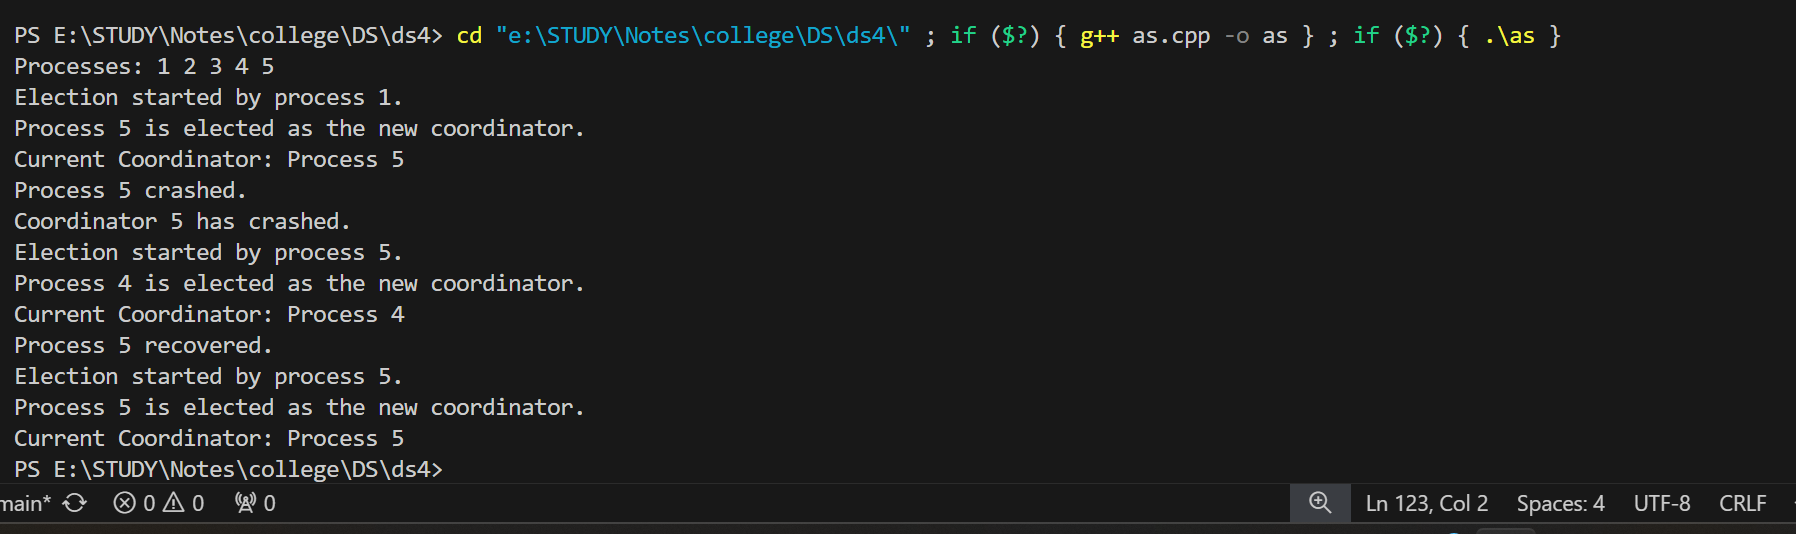 PS E:\STUDY\Notes\college\DS\ds4> cd "e:\STUDY\Notes\college\DS\ds4\" ; if ($?) { g++ as.cpp -o as } ; if ($?) { .\as }
Processes: 1 2 3 4 5
Election started by process 1.
Process 5 is elected as the new coordinator.
Current Coordinator: Process 5
Process 5 crashed.
Coordinator 5 has crashed.
Election started by process 5.
Process 4 is elected as the new coordinator.
Current Coordinator: Process 4
Process 5 recovered.
Election started by process 5.
Process 5 is elected as the new coordinator.
Current Coordinator: Process 5
PS E:\STUDY\Notes\college\DS\ds4>
main* 0 0 0 Ln 123, Col 2 Spaces: 4 UTF-8 CRLF